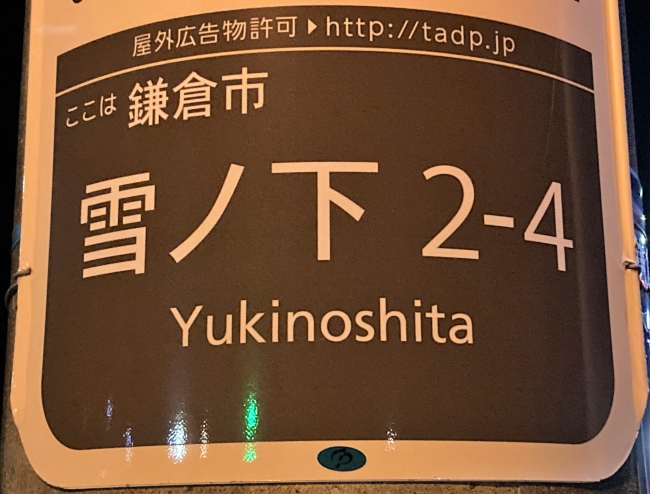 屋外広告物許可▶http://tadp.jp
ここは 鎌倉市
雪ノ下 2-4
Yukinoshita